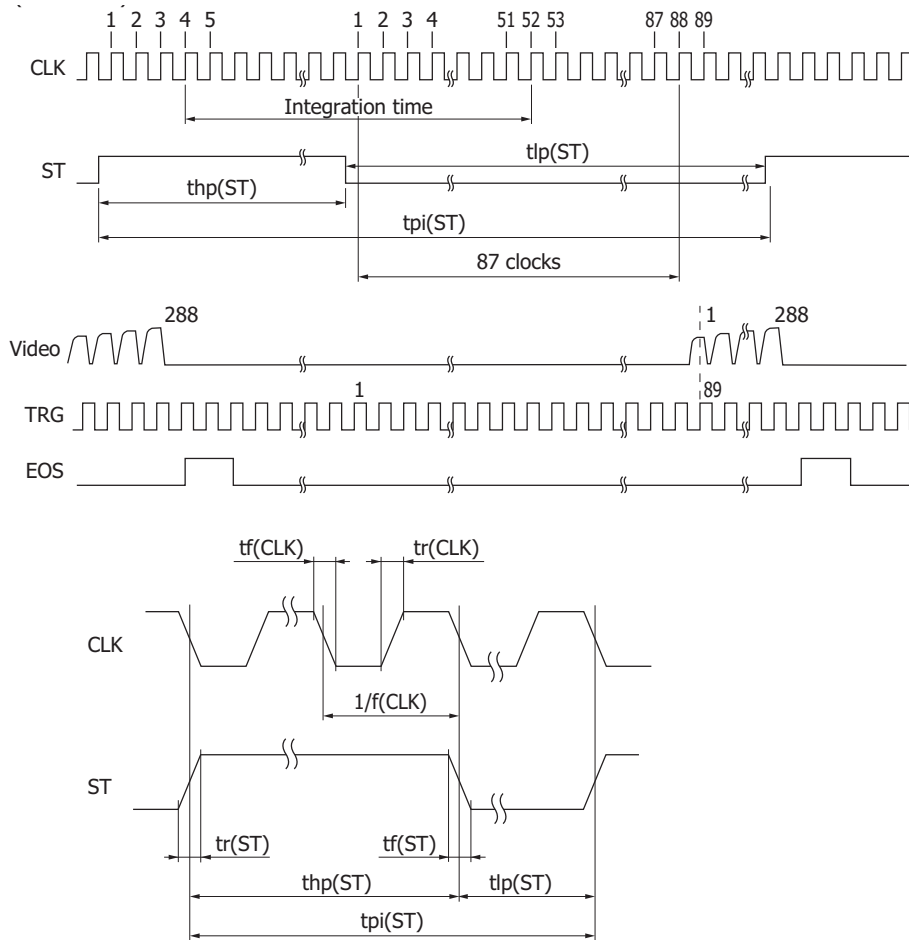 1 2 3 4 5 1 2 3 4 51 52 53 87 88 89
CLK
Integration time
ST
tlp(ST)
thp(ST)
tpi(ST)
87 clocks
288 1 288
Video
1 89
TRG
EOS
tf(CLK) tr(CLK)
CLK
1/f(CLK)
ST
tr(ST) tf(ST)
thp(ST) tlp(ST)
tpi(ST)